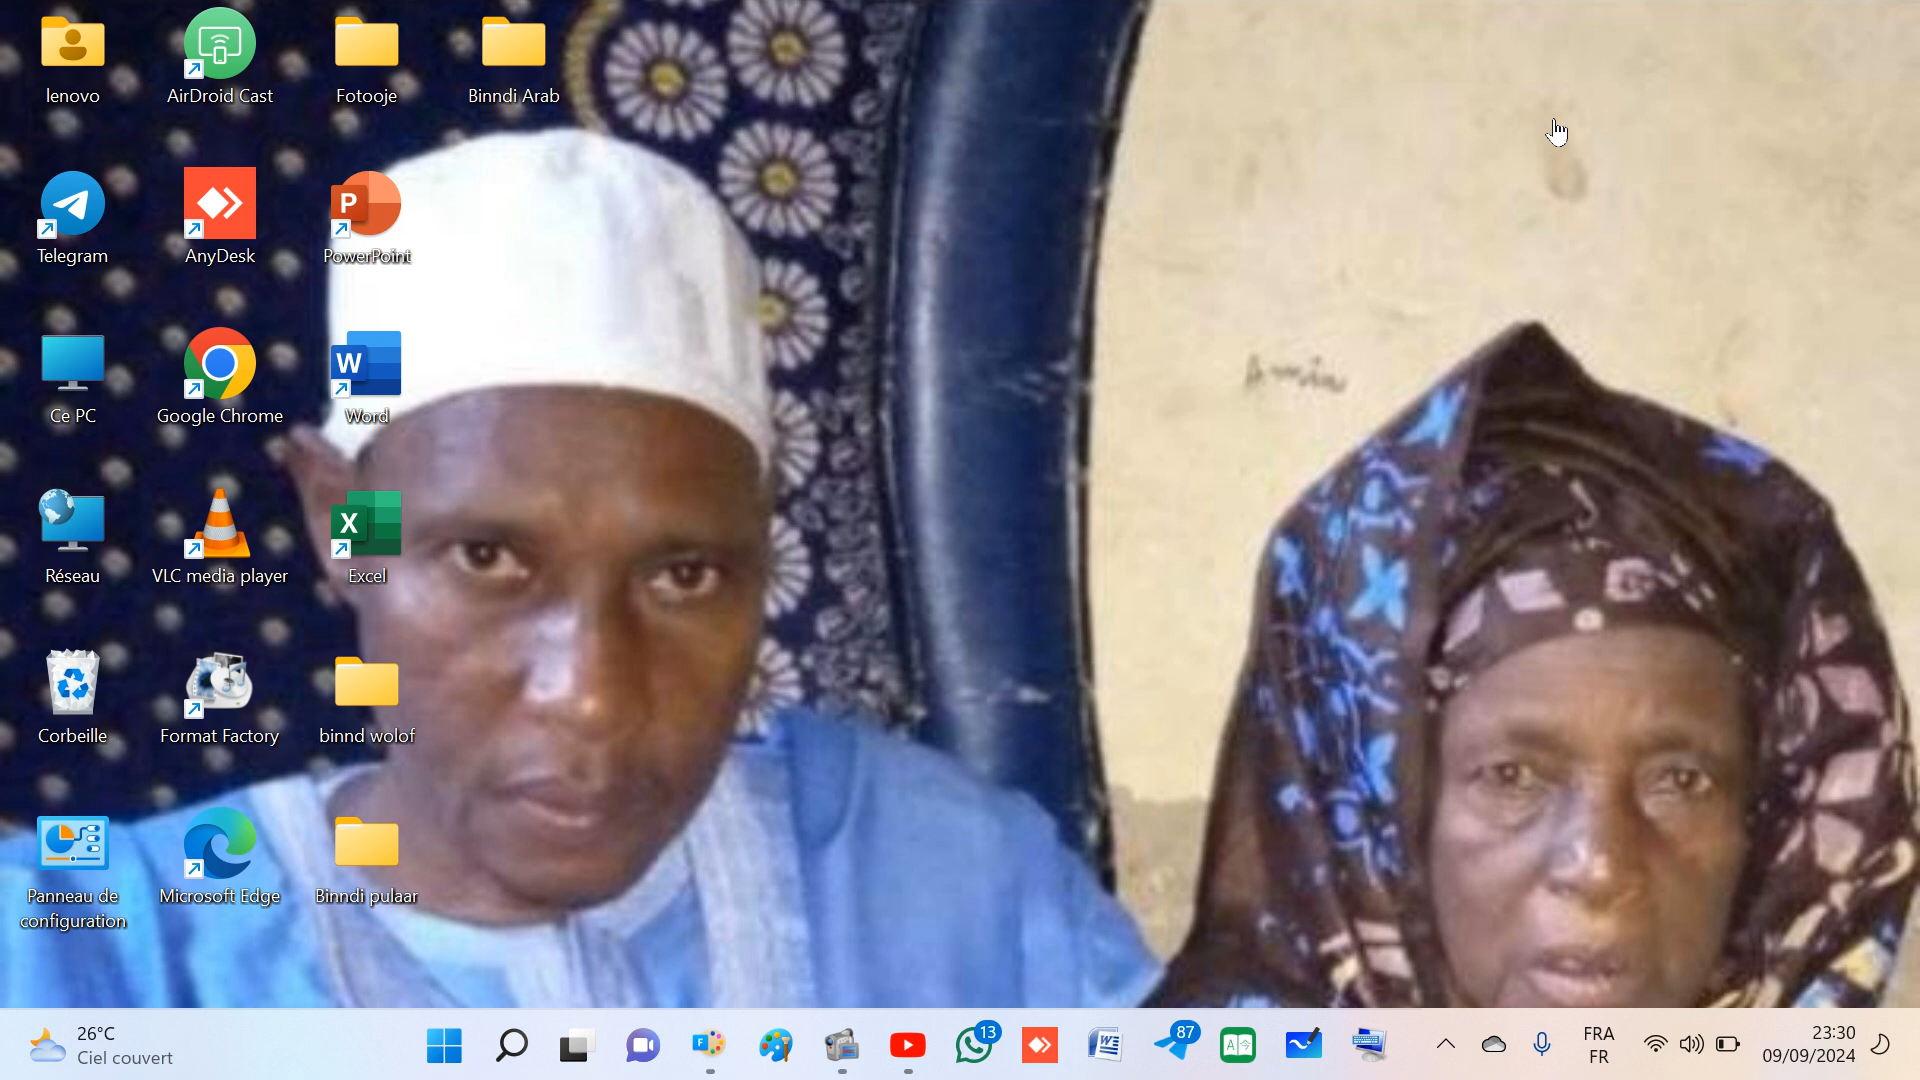 lenovo
AirDroid Cast
Fotooje
Binndi Arab
Telegram
AnyDesk
PowerPoint
Ce PC
Google Chrome
Word
Réseau
VLC media player
Excel
Corbeille
Format Factory
binnd wolof
Panneau de
configuration
Microsoft Edge
Binndi pulaar
26°C
Ciel couvert
13
87
FRA
FR
23:30
09/09/2024